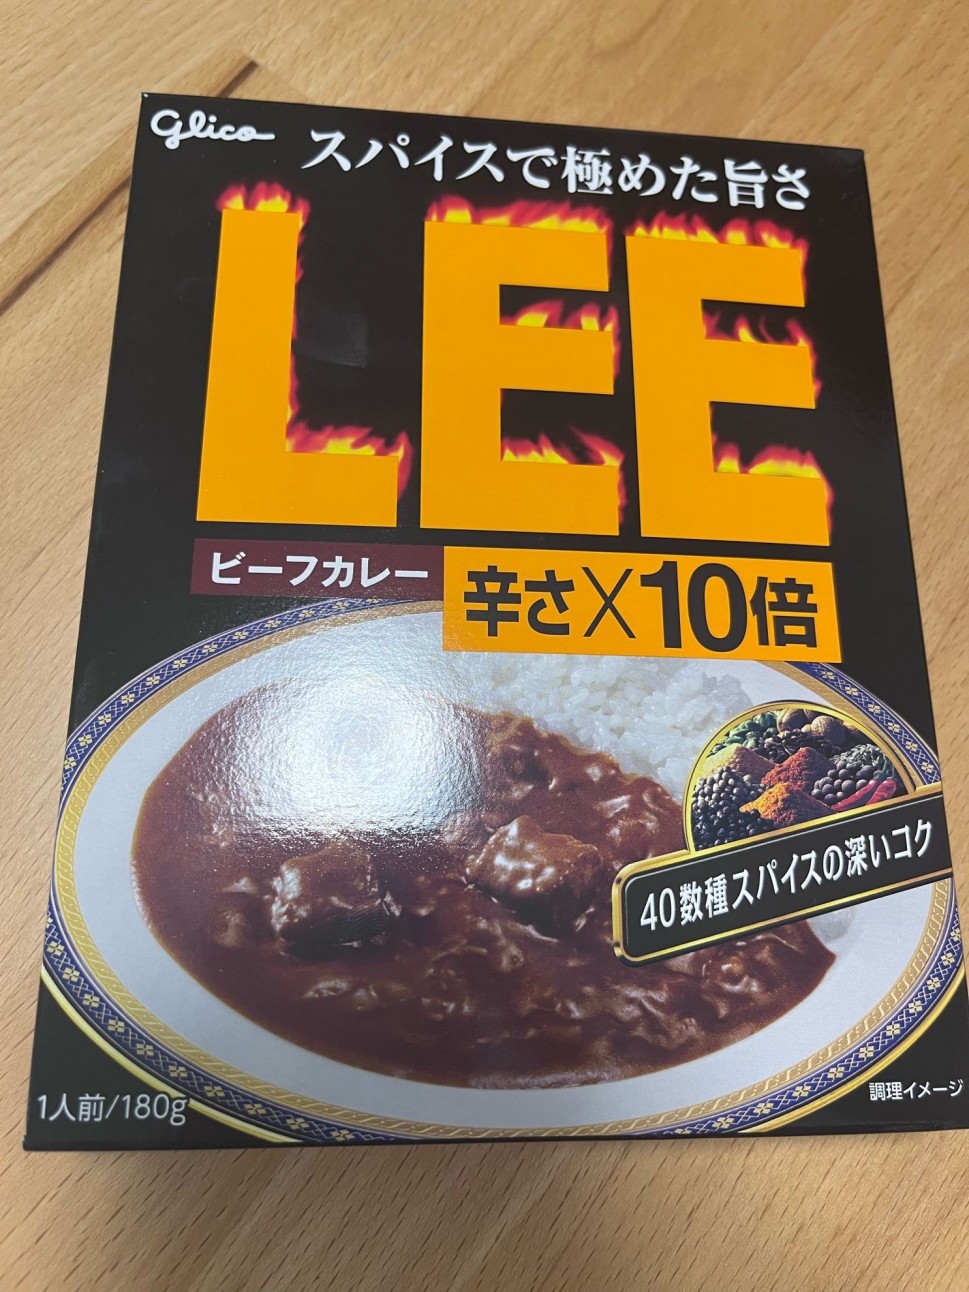 glico
スパイスで極めた旨さ
LEE
ビーフカレー
辛さ×10倍
40数種スパイスの深いコク
1人前/180g
調理イメージ